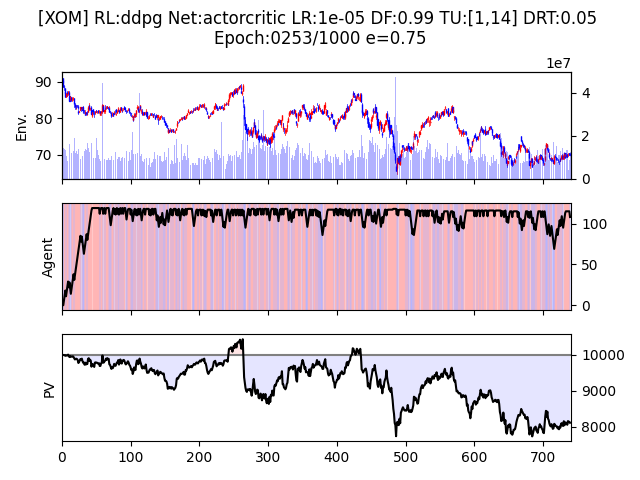 [XOM] RL:ddpg Net:actorcritic LR:1e-05 DF:0.99 TU:[1,14] DRT:0.05
Epoch:0253/1000 e=0.75
1e7
Env.
90
80
70
4
2
0
Agent
100
50
0
PV
10000
9000
8000
0 100 200 300 400 500 600 700